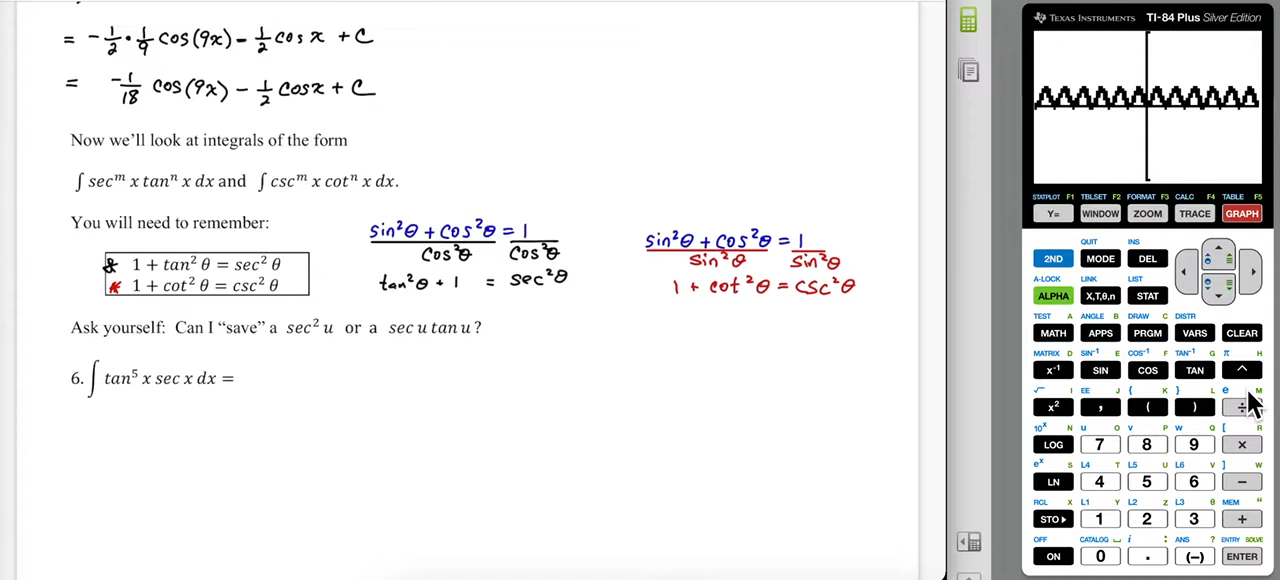 = -1/2 · 1/9 cos(9x) - 1/2 cos x + C
= -1/18 cos(9x) - 1/2 cosx + C
Now we'll look at integrals of the form
∫ secᵐ x tanⁿ x dx and ∫ cscᵐ x cotⁿ x dx.
You will need to remember:
1 + tan² θ = sec² θ
1 + cot² θ = csc² θ
sin²θ + cos²θ = 1
cos²θ cos²θ
tan²θ + 1 = sec²θ
sin²θ + cos²θ = 1
sin²θ sin²θ
1 + cot²θ = csc²θ
Ask yourself: Can I "save" a sec² u or a sec u tan u?
6. ∫ tan⁵ x sec x dx =
TEXAS INSTRUMENTS TI-84 Plus Silver Edition
STATPLOT F1 TBLSET F2 FORMAT F3 CALC F4 TABLE F5
Y= WINDOW ZOOM TRACE GRAPH
QUIT INS
2ND MODE DEL
A-LOCK LINK LIST
ALPHA X,T,θ,n STAT
TEST A ANGLE B DRAW C DISTR
MATH APPS PRGM VARS CLEAR
MATRIX D SIN⁻¹ E COS⁻¹ F TAN⁻¹ G π H
x⁻¹ SIN COS TAN ^
√ I EE J { K } L e M
x² , ( ) ÷
10ˣ N u O v P w Q [ R
LOG 7 8 9 ×
eˣ S L4 T L5 U L6 V ] W
LN 4 5 6 −
RCL X L1 Y L2 Z L3 θ MEM "
STO▶ 1 2 3 +
OFF CATALOG ⎵ i : ANS ? ENTRY SOLVE
ON 0 . (−) ENTER